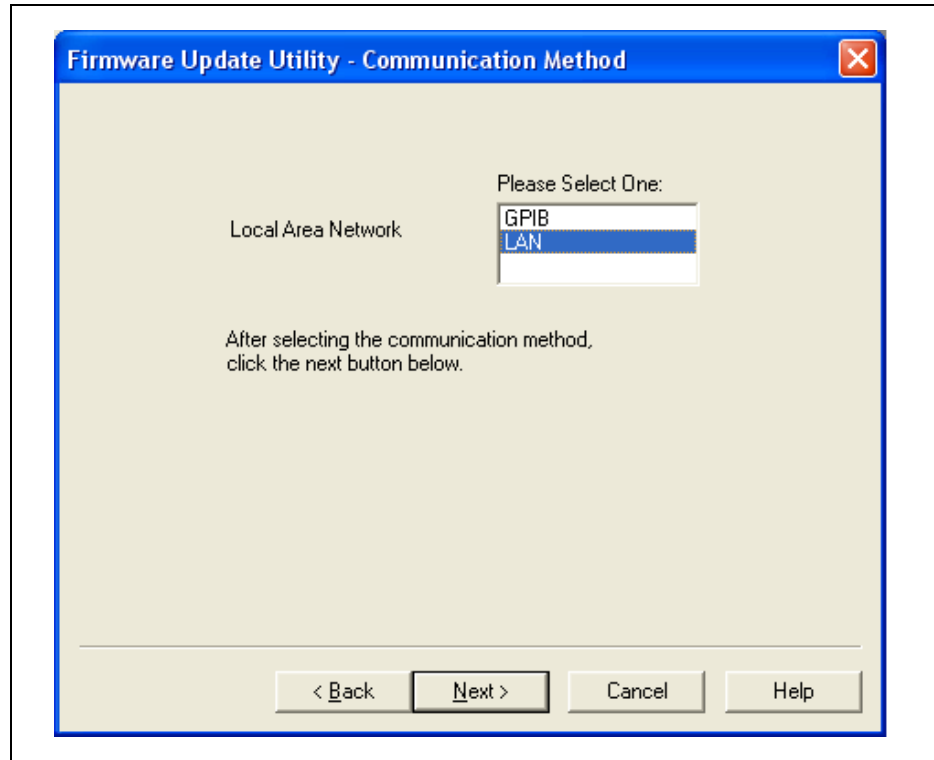 Firmware Update Utility - Communication Method
Please Select One:
Local Area Network
GPIB
LAN
After selecting the communication method,
click the next button below.
< Back
Next >
Cancel
Help